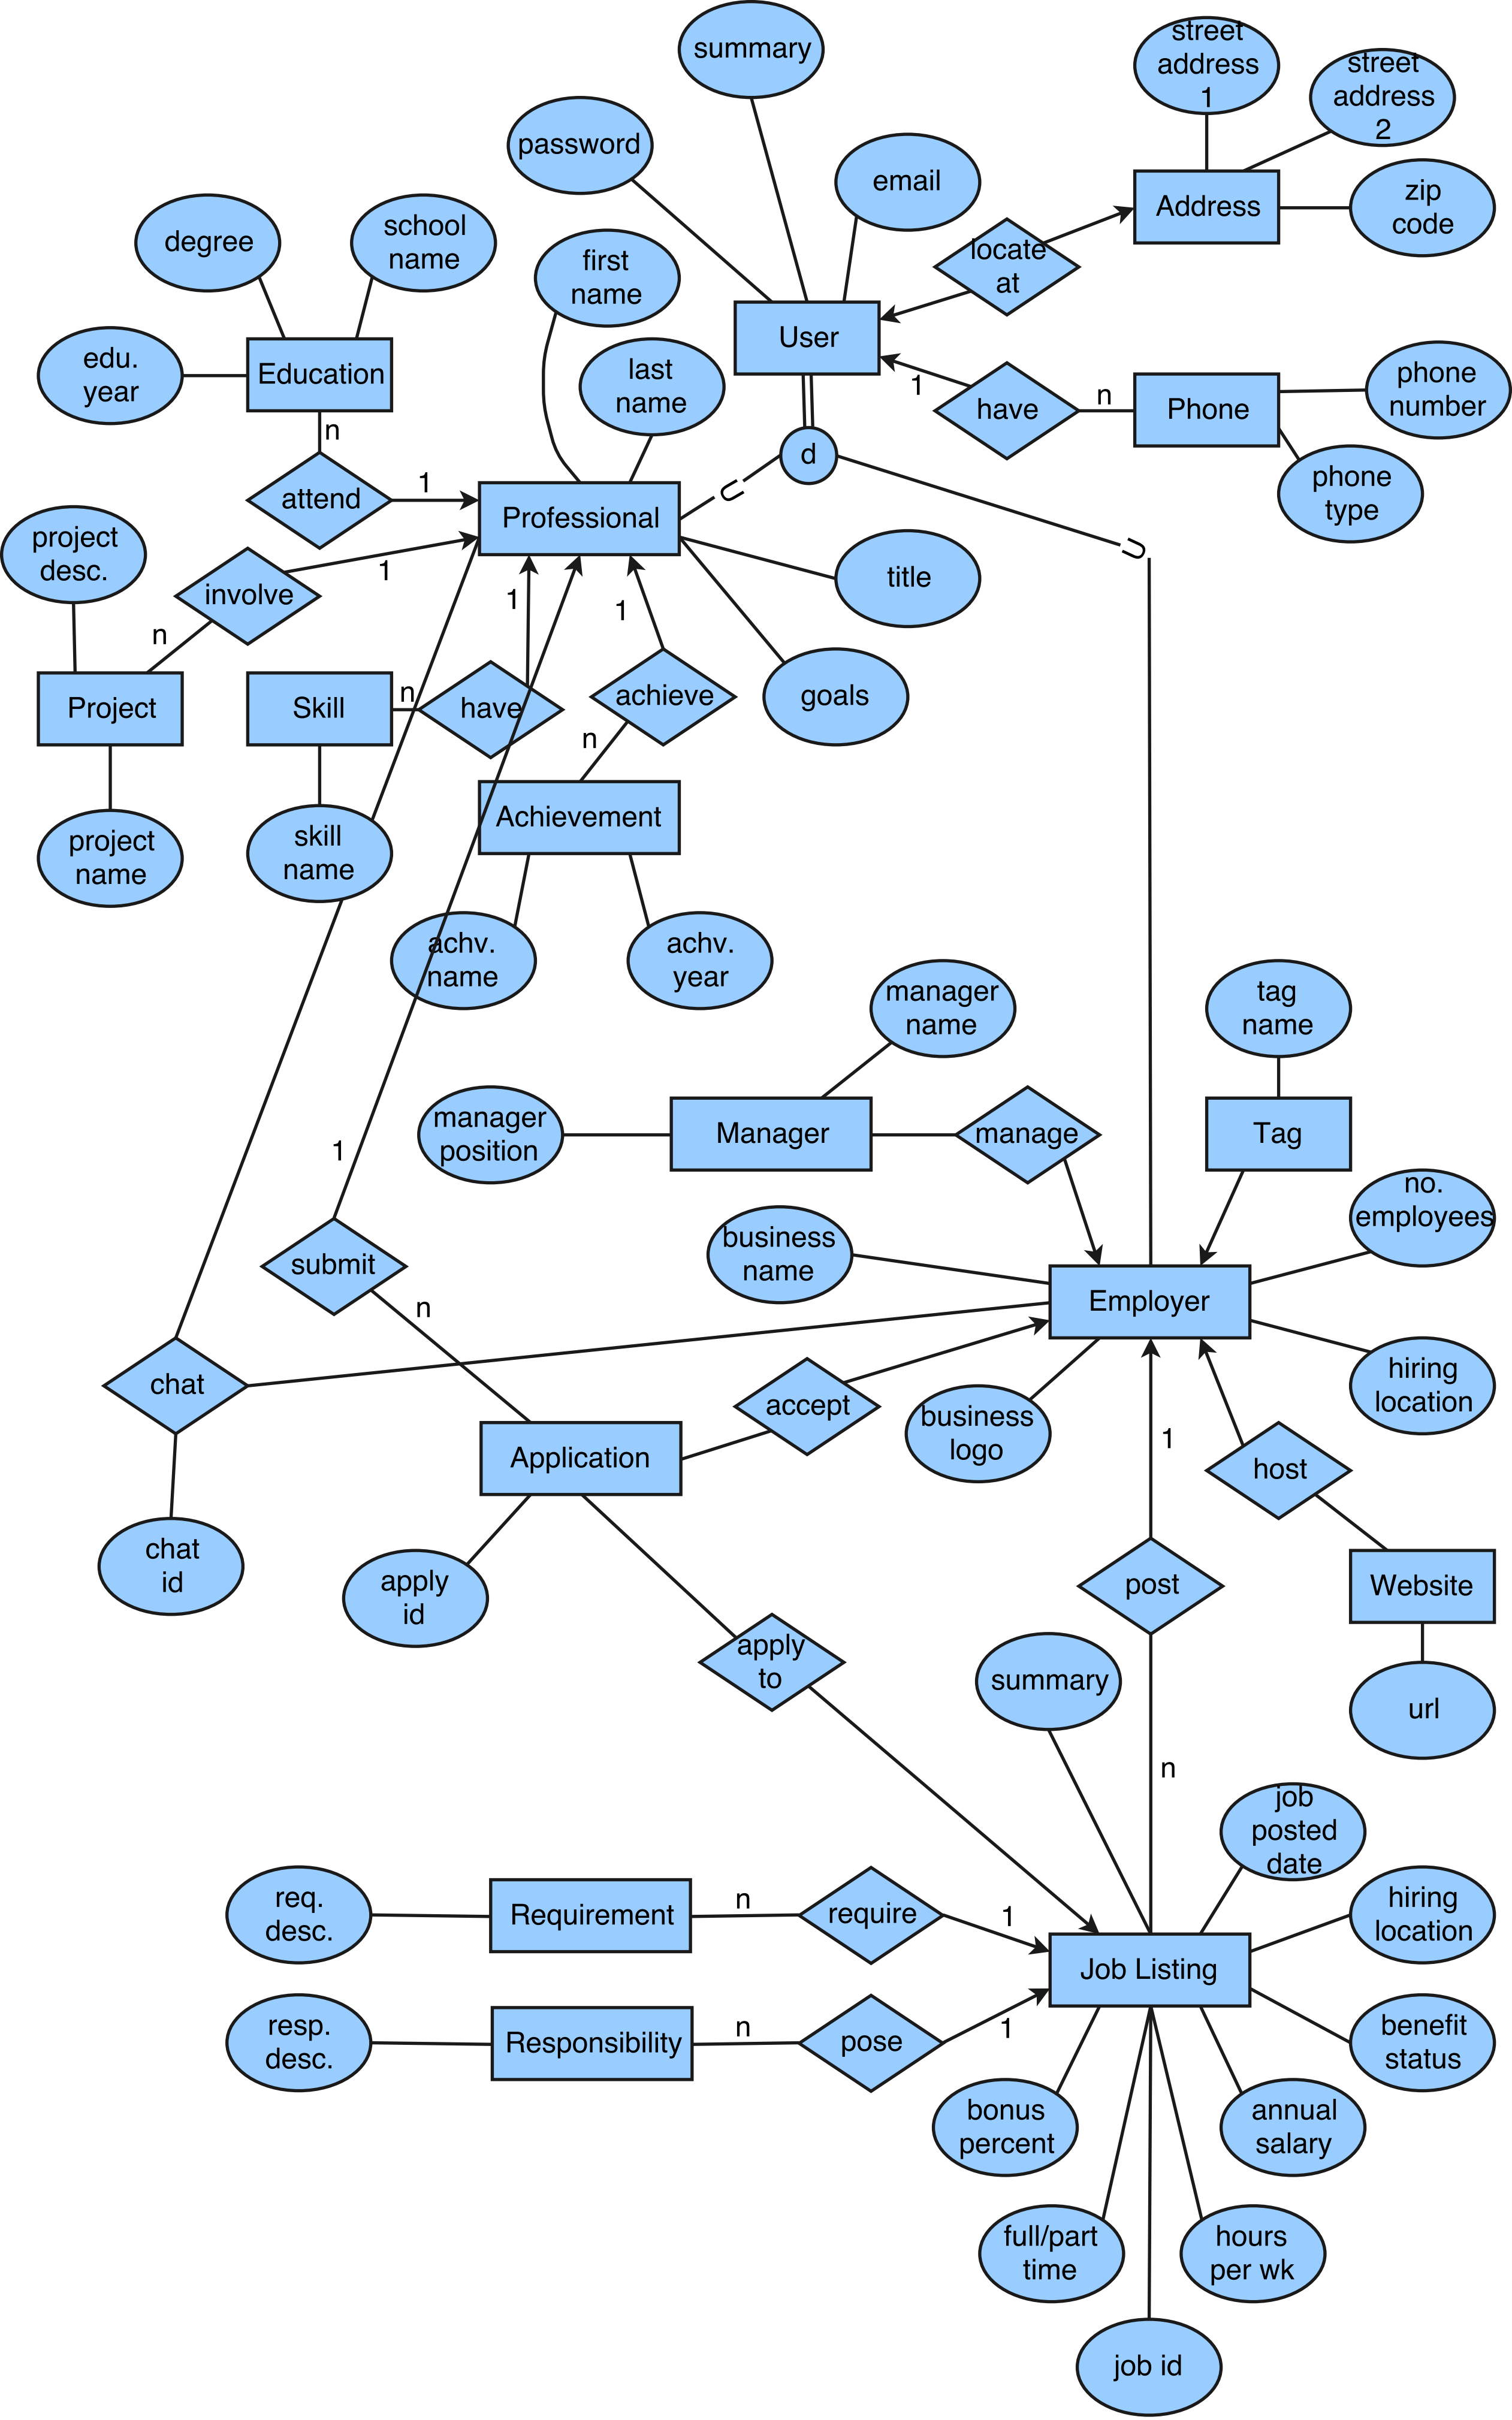 summary
street
address
1
street
address
2
password
email
zip
code
Address
degree
school
name
first
name
locate
at
User
edu.
year
Education
last
name
1
have
n
Phone
phone
number
n
d
phone
type
attend
1
Professional
project
desc.
involve
1
title
n
1
1
Project
Skill
n
have
achieve
goals
n
project
name
skill
name
Achievement
achv.
name
achv.
year
manager
name
tag
name
manager
position
Manager
manage
Tag
1
no.
employees
submit
business
name
n
Employer
chat
accept
business
logo
hiring
location
1
Application
host
chat
id
apply
id
post
Website
apply
to
summary
url
n
job
posted
date
req.
desc.
Requirement
n
require
1
hiring
location
Job Listing
resp.
desc.
Responsibility
n
pose
1
benefit
status
bonus
percent
annual
salary
full/part
time
hours
per wk
job id